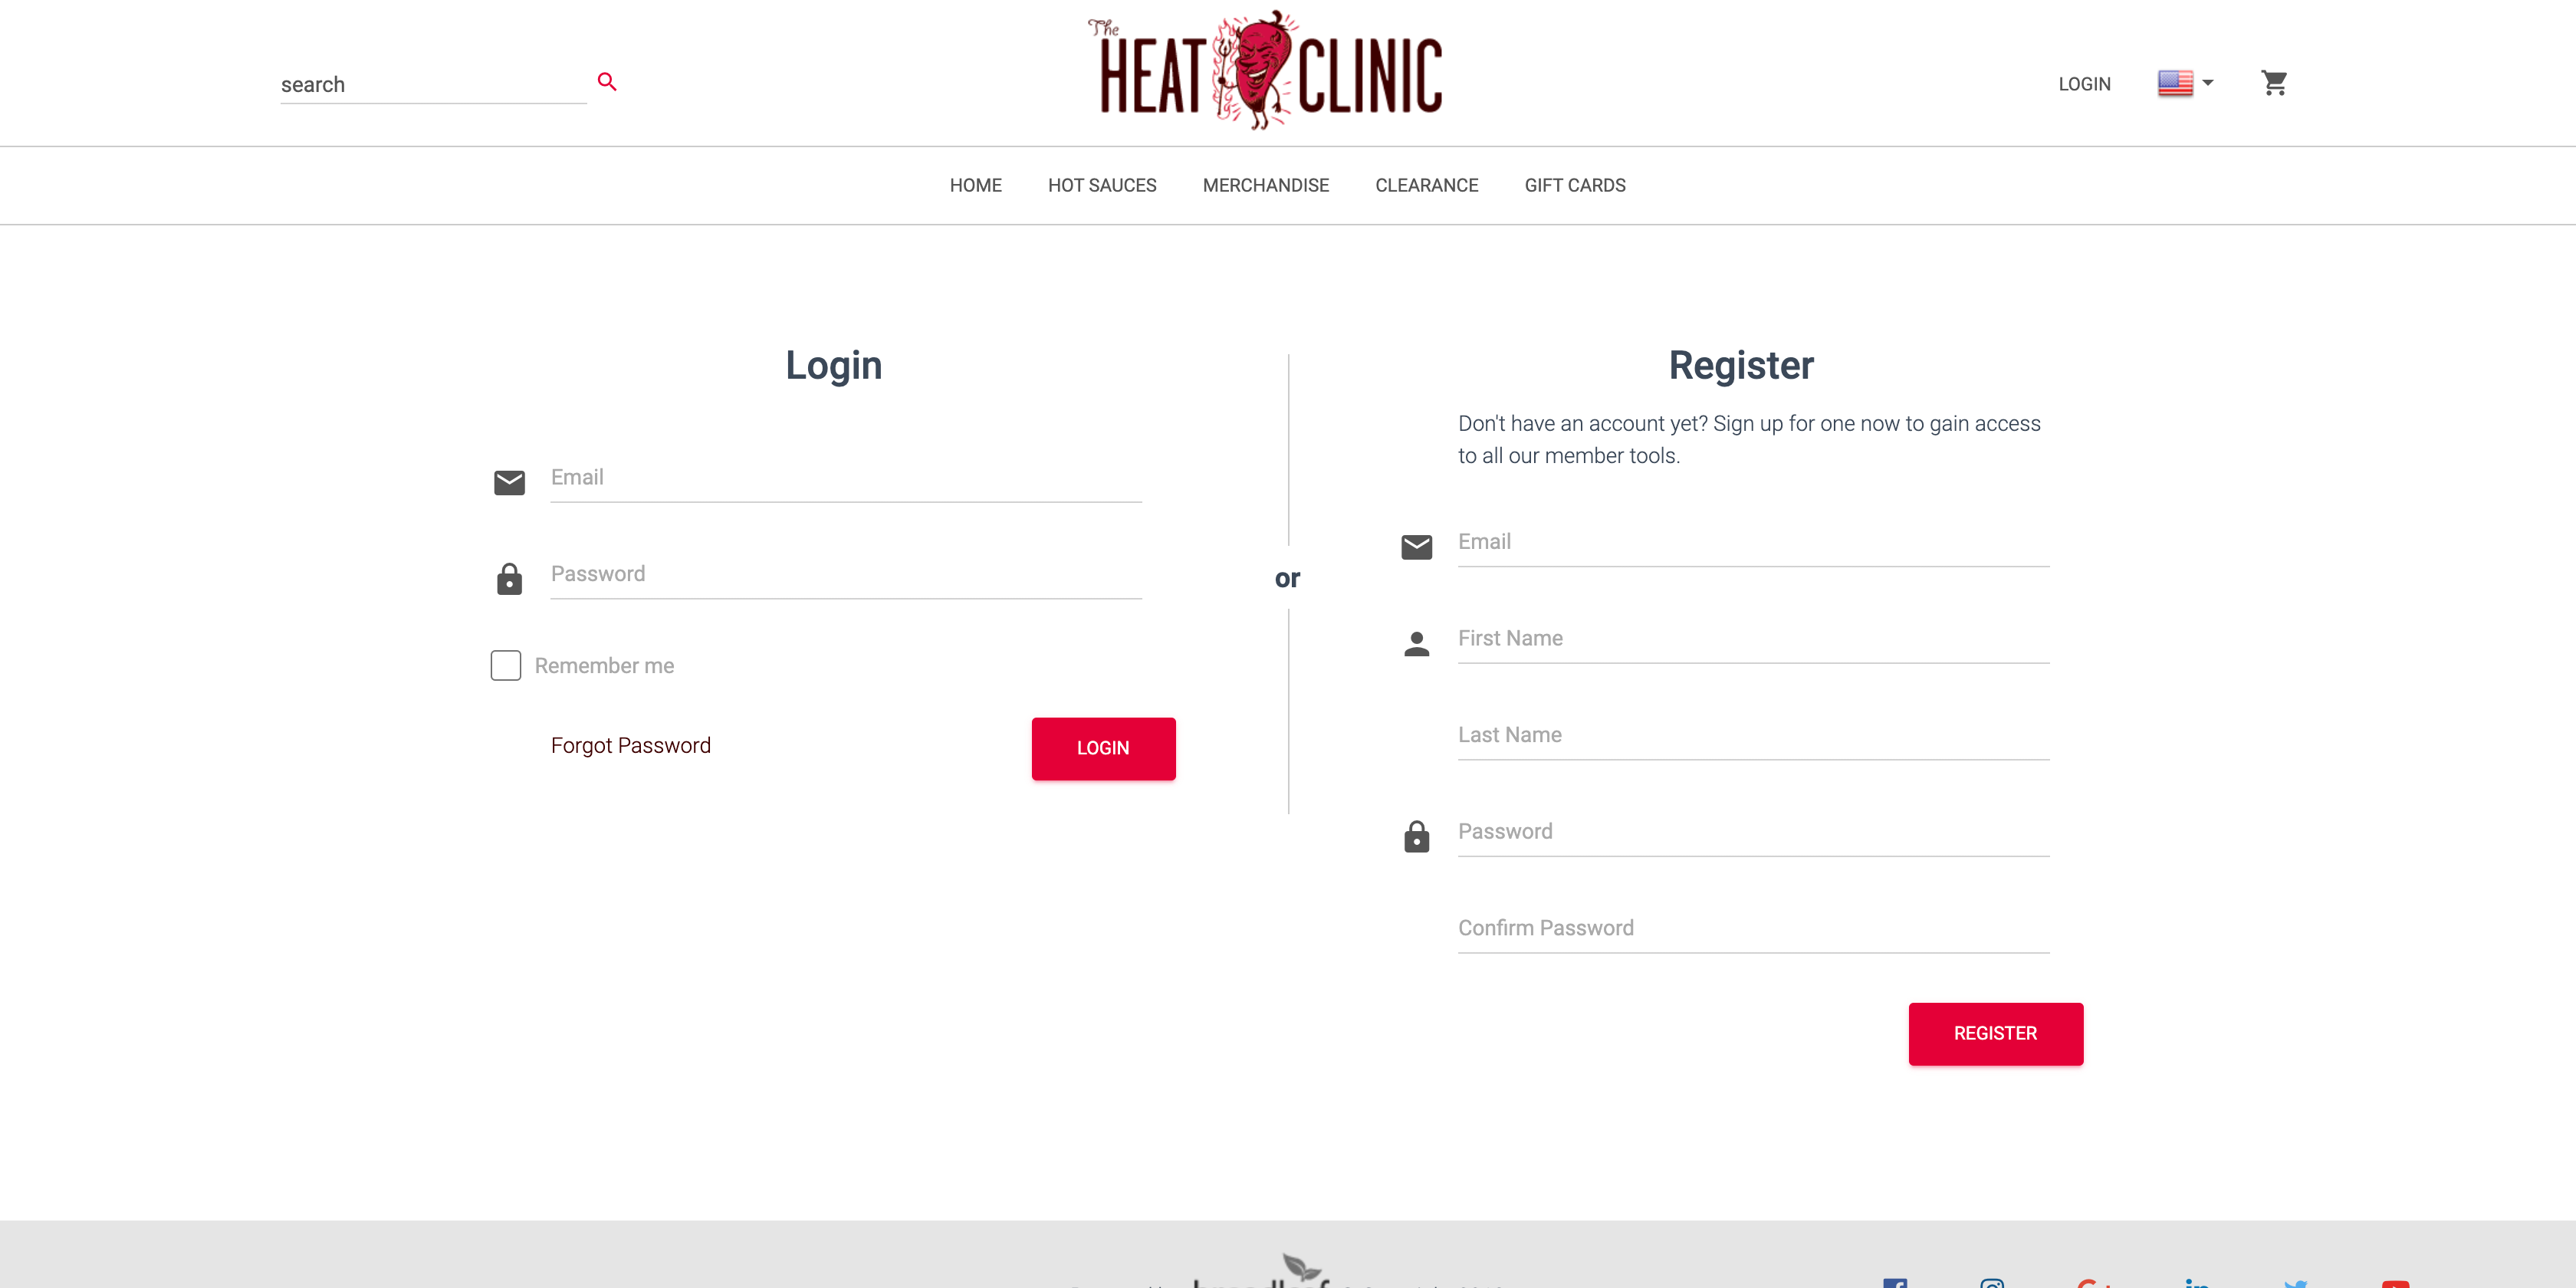 search
The
HEAT CLINIC
LOGIN
HOME HOT SAUCES MERCHANDISE CLEARANCE GIFT CARDS
Login
Email
Password
Remember me
Forgot Password
LOGIN
or
Register
Don't have an account yet? Sign up for one now to gain access
to all our member tools.
Email
First Name
Last Name
Password
Confirm Password
REGISTER